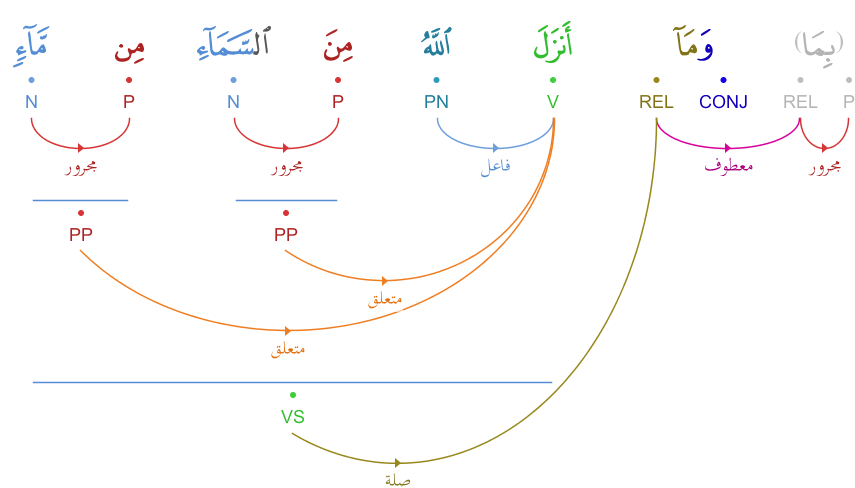 (بِمَا) وَمَآ أَنزَلَ ٱللَّهُ مِنَ ٱلسَّمَآءِ مِن مَّآءٍ
P REL CONJ REL V PN P N P N
مجرور معطوف فاعل مجرور مجرور
PP PP
متعلق
متعلق
VS
صلة